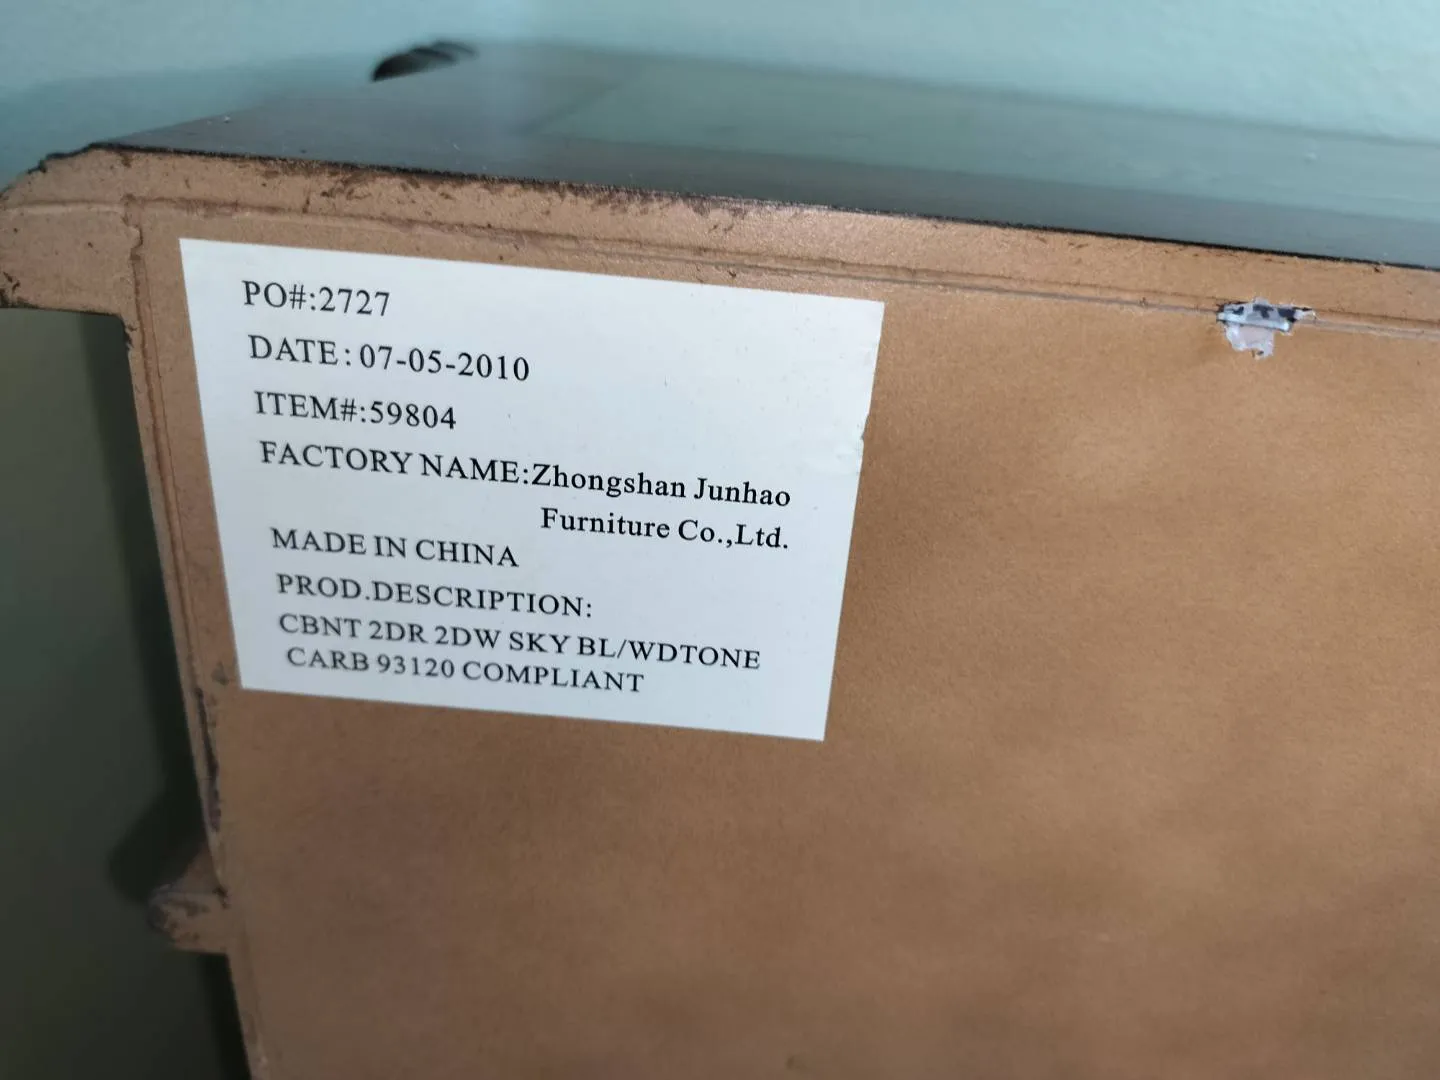 PO#:2727
DATE: 07-05-2010
ITEM#:59804
FACTORY NAME:Zhongshan Junhao
Furniture Co.,Ltd.
MADE IN CHINA
PROD.DESCRIPTION:
CBNT 2DR 2DW SKY BL/WDTONE
CARB 93120 COMPLIANT